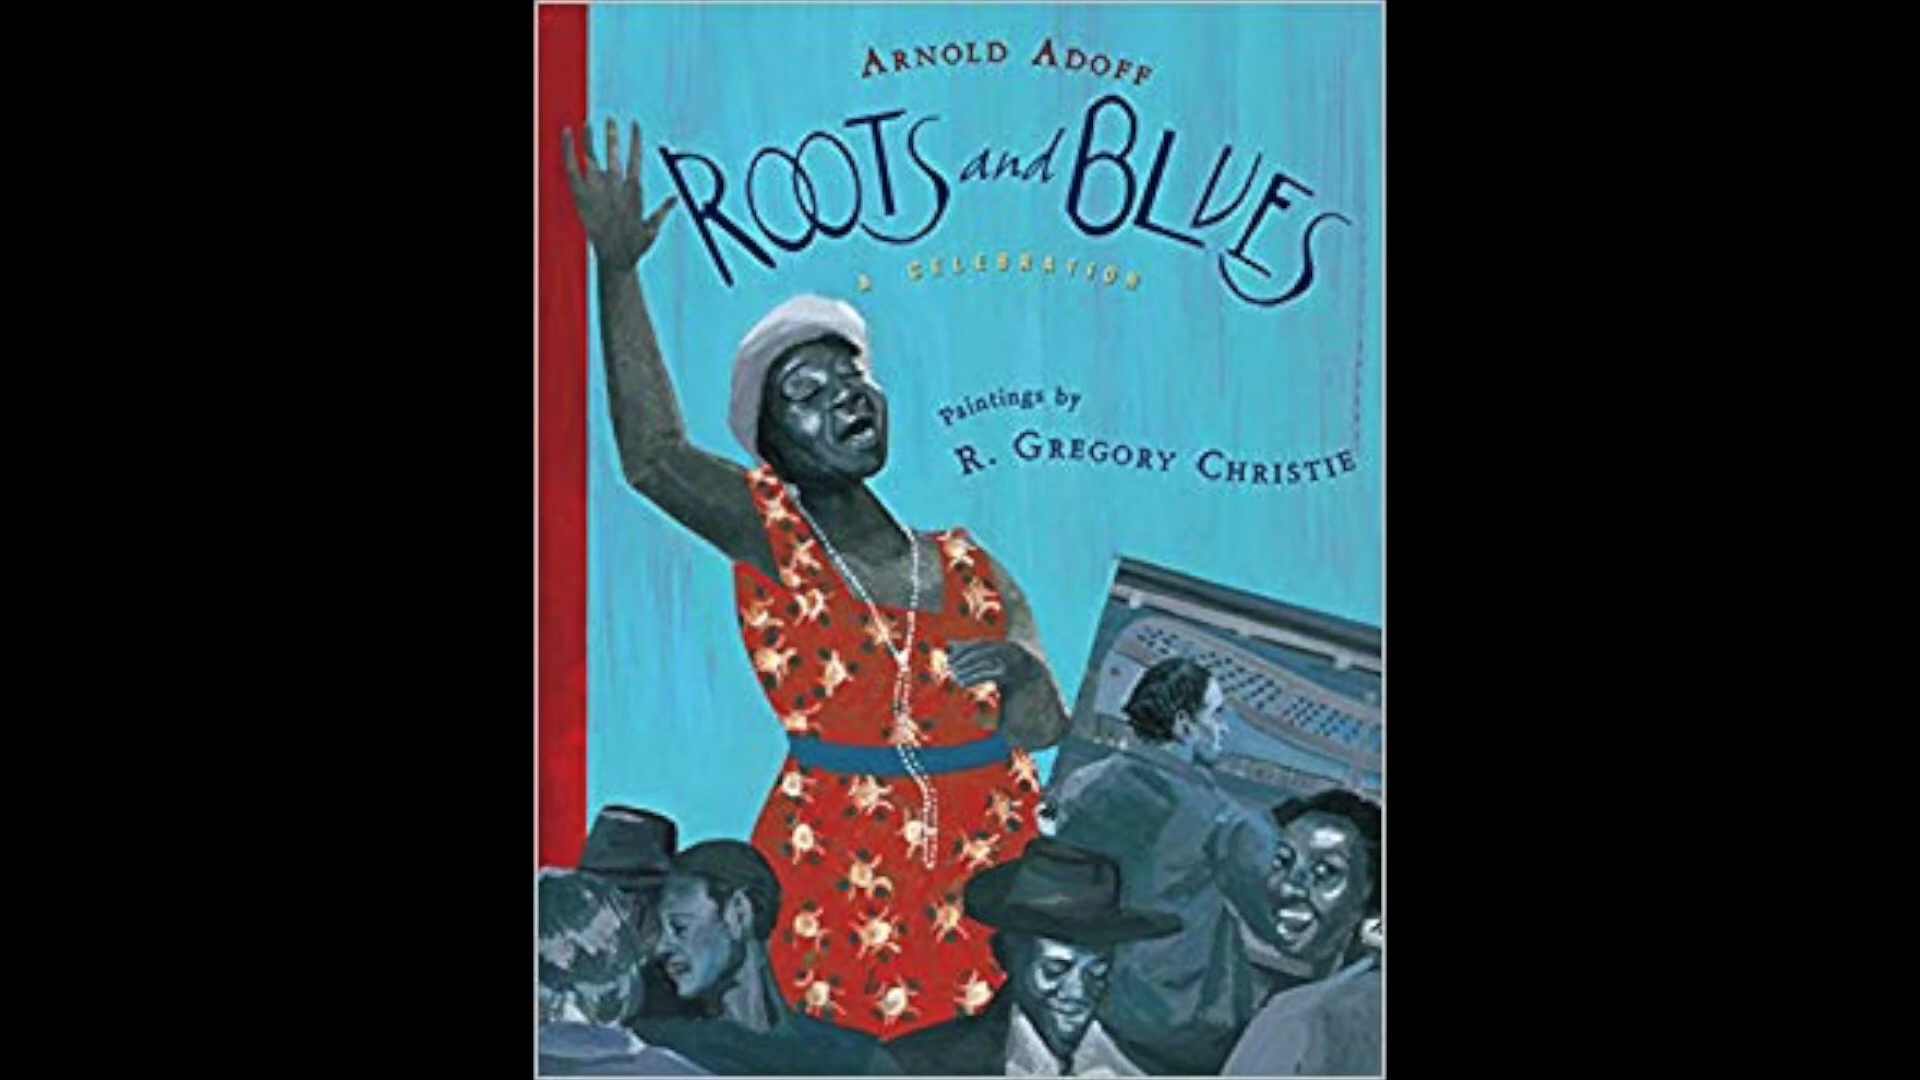 ARNOLD ADOFF
ROOTS and BLUES
A CELEBRATION
Paintings by
R. GREGORY CHRISTIE